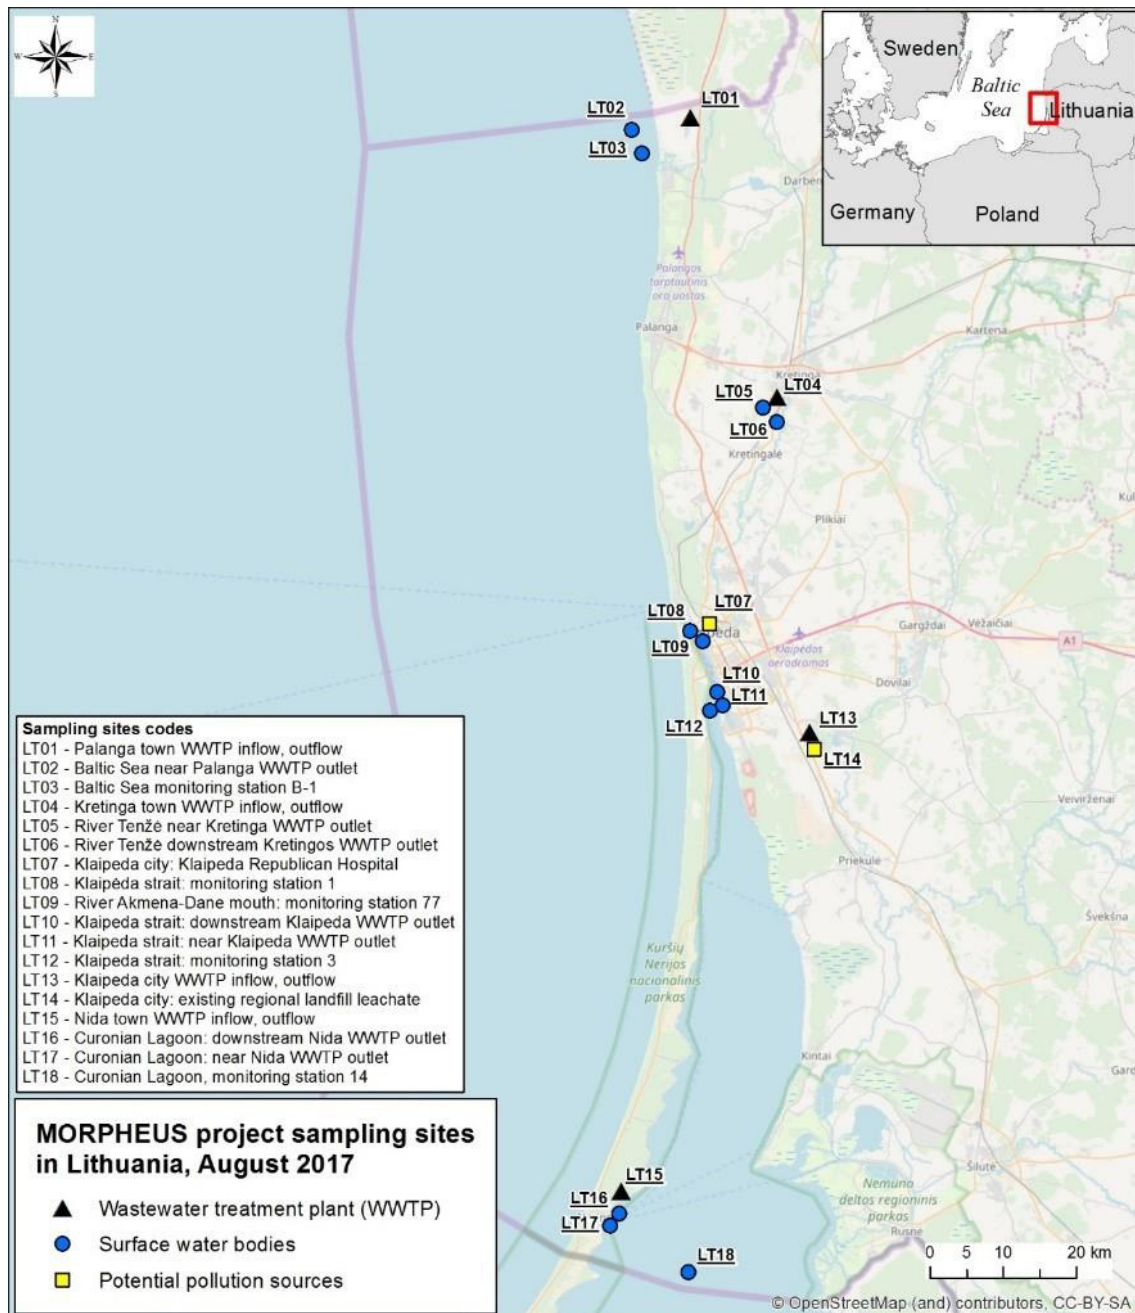 N
W E
S
Sweden
Baltic
Sea
Lithuania
Germany
Poland
LT01
LT02
LT03
Darbėn
Palangos
tarptautinis
oro uostas
Palanga
Kartena
Kretinga
LT04
LT05
LT06
Kretingalė
Plikiai
LT07
LT08
LT09
pėda
Gargždai
Vėžaičiai
Klaipėdos
aerodromas
A1
Dovilai
LT10
LT11
LT12
LT13
LT14
Veiviržėnai
Priekulė
Švėkšna
Kuršių
Nerijos
nacionalinis
parkas
Kintai
Gard
Šilutė
Nemuno
deltos regioninis
parkas
Rusnė
LT15
LT16
LT17
LT18
Sampling sites codes
LT01 - Palanga town WWTP inflow, outflow
LT02 - Baltic Sea near Palanga WWTP outlet
LT03 - Baltic Sea monitoring station B-1
LT04 - Kretinga town WWTP inflow, outflow
LT05 - River Tenžė near Kretinga WWTP outlet
LT06 - River Tenžė downstream Kretingos WWTP outlet
LT07 - Klaipeda city: Klaipeda Republican Hospital
LT08 - Klaipėda strait: monitoring station 1
LT09 - River Akmena-Dane mouth: monitoring station 77
LT10 - Klaipeda strait: downstream Klaipeda WWTP outlet
LT11 - Klaipeda strait: near Klaipeda WWTP outlet
LT12 - Klaipeda strait: monitoring station 3
LT13 - Klaipeda city WWTP inflow, outflow
LT14 - Klaipeda city: existing regional landfill leachate
LT15 - Nida town WWTP inflow, outflow
LT16 - Curonian Lagoon: downstream Nida WWTP outlet
LT17 - Curonian Lagoon: near Nida WWTP outlet
LT18 - Curonian Lagoon, monitoring station 14
MORPHEUS project sampling sites
in Lithuania, August 2017
Wastewater treatment plant (WWTP)
Surface water bodies
Potential pollution sources
0 5 10 20 km
© OpenStreetMap (and) contributors, CC-BY-SA